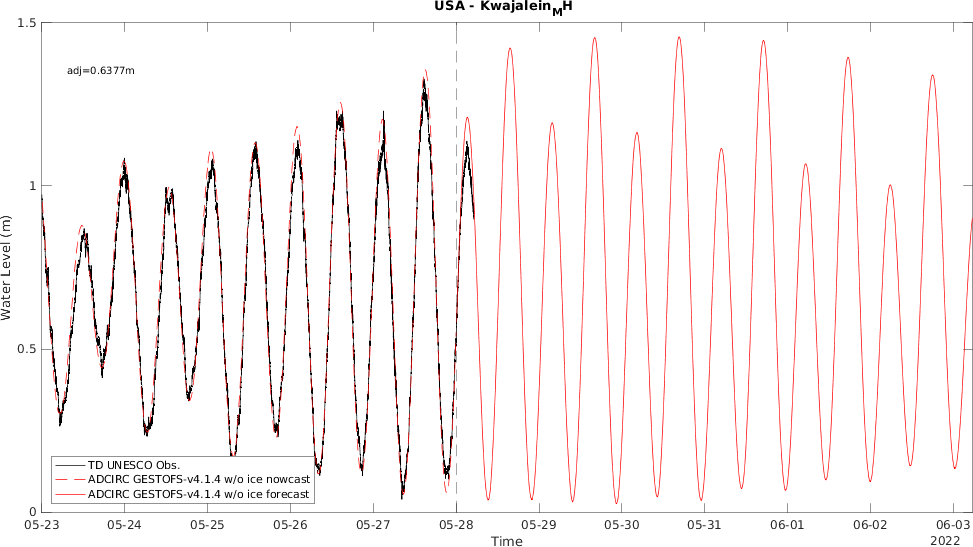 USA - Kwajalein_MH
1.5
adj=0.6377m
1
Water Level (m)
0.5
TD UNESCO Obs.
ADCIRC GESTOFS-v4.1.4 w/o ice nowcast
ADCIRC GESTOFS-v4.1.4 w/o ice forecast
0
05-23 05-24 05-25 05-26 05-27 05-28 05-29 05-30 05-31 06-01 06-02 06-03
Time
2022